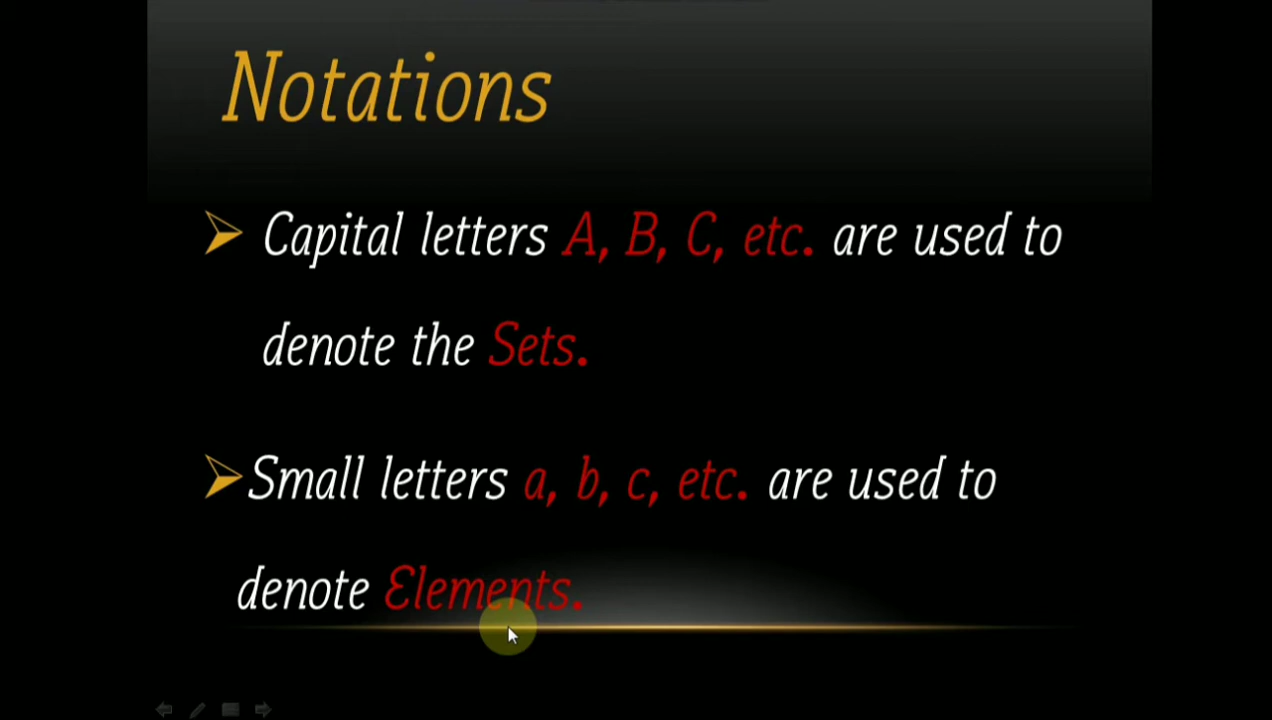 Notations
Capital letters A, B, C, etc. are used to
denote the Sets.
Small letters a, b, c, etc. are used to
denote Elements.